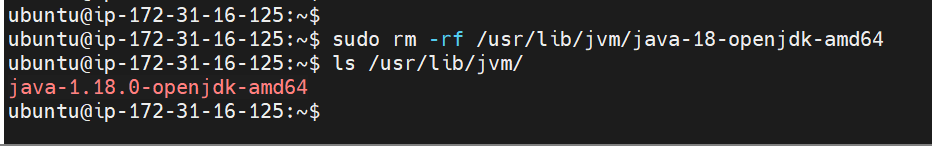 ubuntu@ip-172-31-16-125:~$
ubuntu@ip-172-31-16-125:~$ sudo rm -rf /usr/lib/jvm/java-18-openjdk-amd64
ubuntu@ip-172-31-16-125:~$ ls /usr/lib/jvm/
java-1.18.0-openjdk-amd64
ubuntu@ip-172-31-16-125:~$